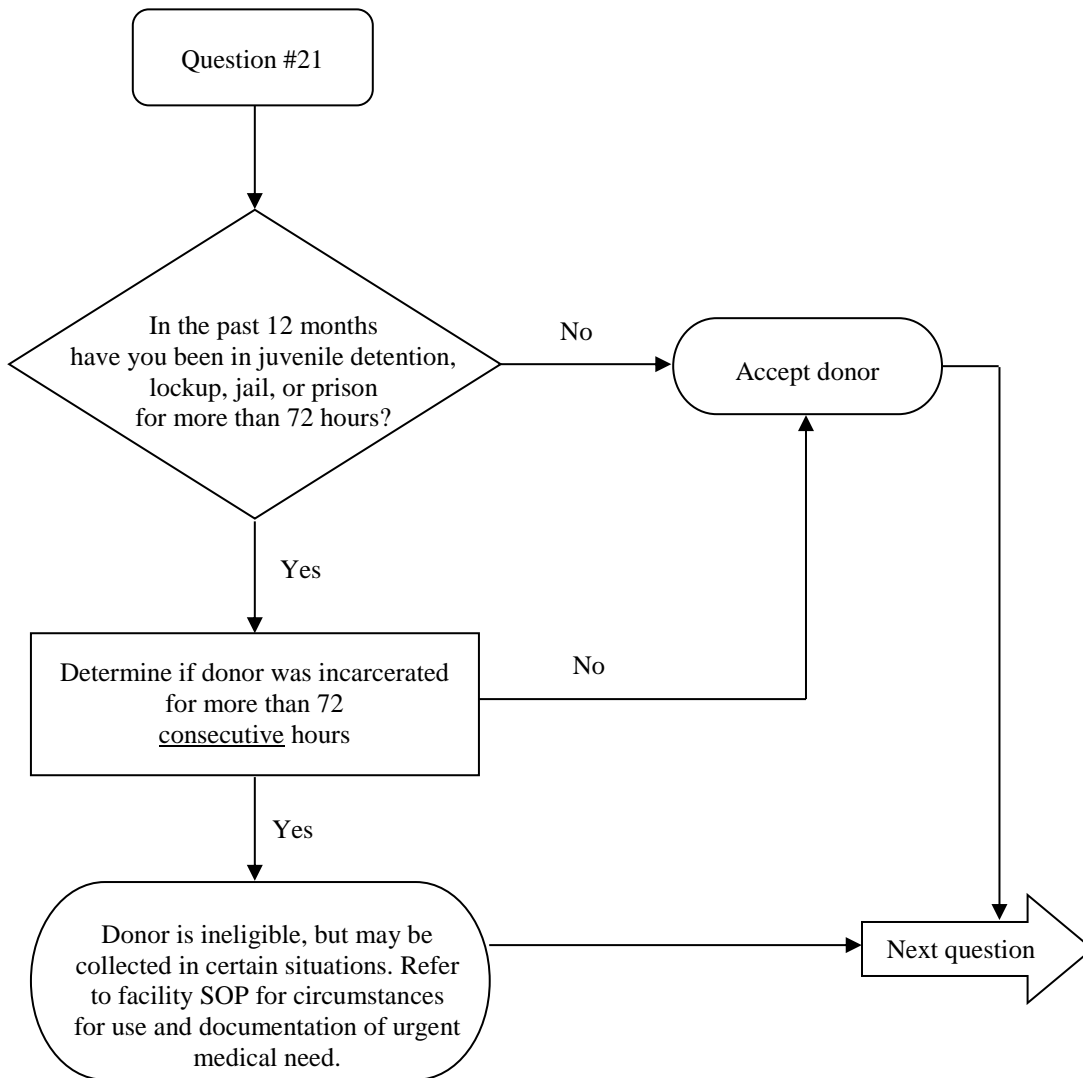 Question #21
In the past 12 months
have you been in juvenile detention,
lockup, jail, or prison
for more than 72 hours?
No
Accept donor
Yes
Determine if donor was incarcerated
for more than 72
consecutive hours
No
Yes
Donor is ineligible, but may be
collected in certain situations. Refer
to facility SOP for circumstances
for use and documentation of urgent
medical need.
Next question